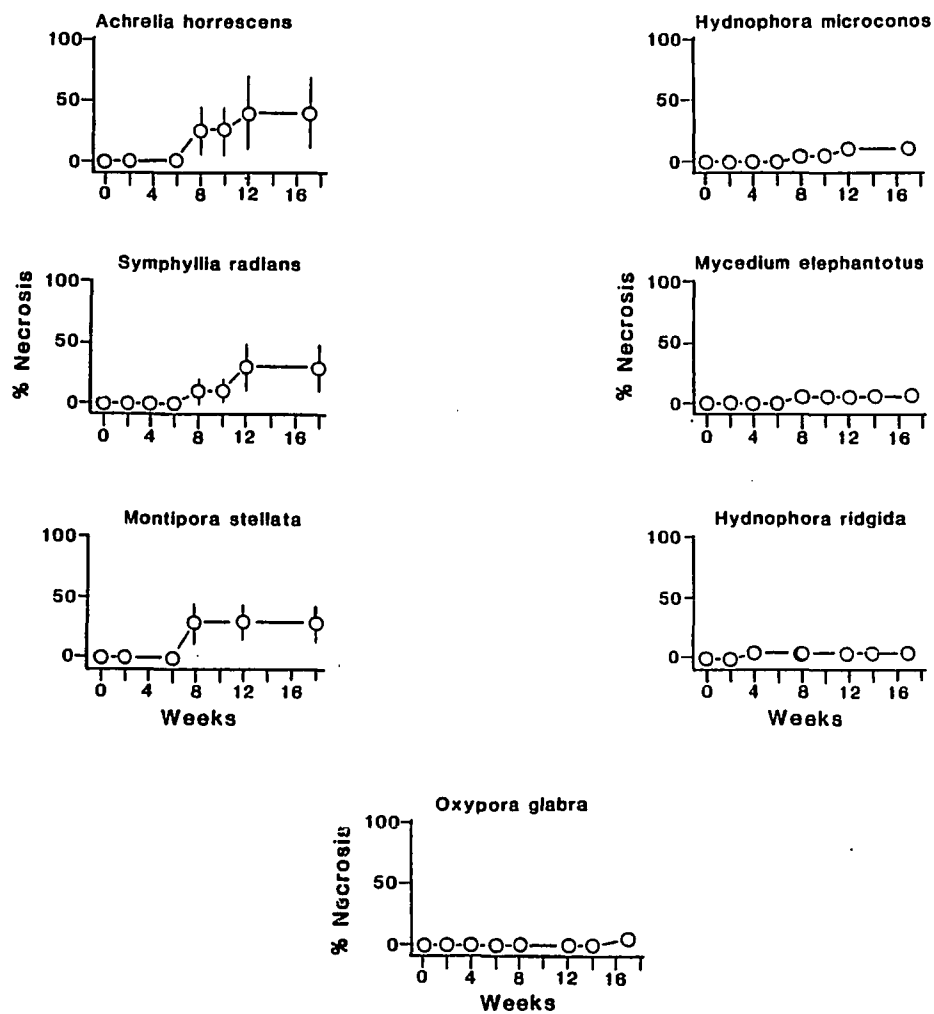 Achrelia horrescens
100
50
0
0 4 8 12 16
Hydnophora microconos
100
50
0
0 4 8 12 16
Symphyllia radians
% Necrosis
100
50
0
0 4 8 12 16
Mycedium elephantotus
% Necrosis
100
50
0
0 4 8 12 16
Montipora stellata
100
50
0
0 4 8 12 16
Weeks
Hydnophora ridgida
100
50
0
0 4 8 12 16
Weeks
Oxypora glabra
% Necrosis
100
50
0
0 4 8 12 16
Weeks